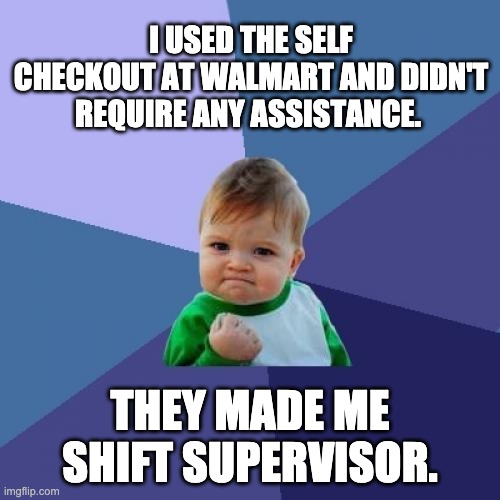 I USED THE SELF
CHECKOUT AT WALMART AND DIDN'T
REQUIRE ANY ASSISTANCE.
THEY MADE ME
SHIFT SUPERVISOR.
imgflip.com